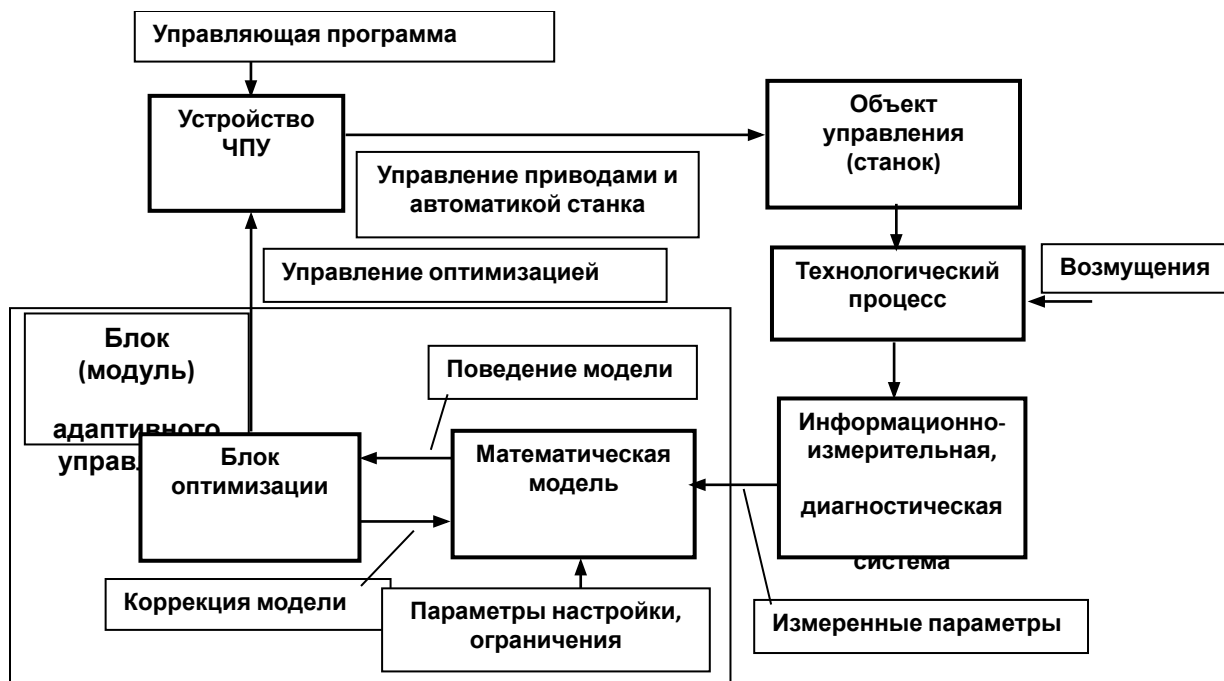 Управляющая программа
Устройство
ЧПУ
Объект
управления
(станок)
Управление приводами и
автоматикой станка
Управление оптимизацией
Технологический
процесс
Возмущения
Блок
(модуль)
адаптивного
управл
Поведение модели
Блок
оптимизации
Математическая
модель
Информационно-
измерительная,
диагностическая
система
Коррекция модели
Параметры настройки,
ограничения
Измеренные параметры